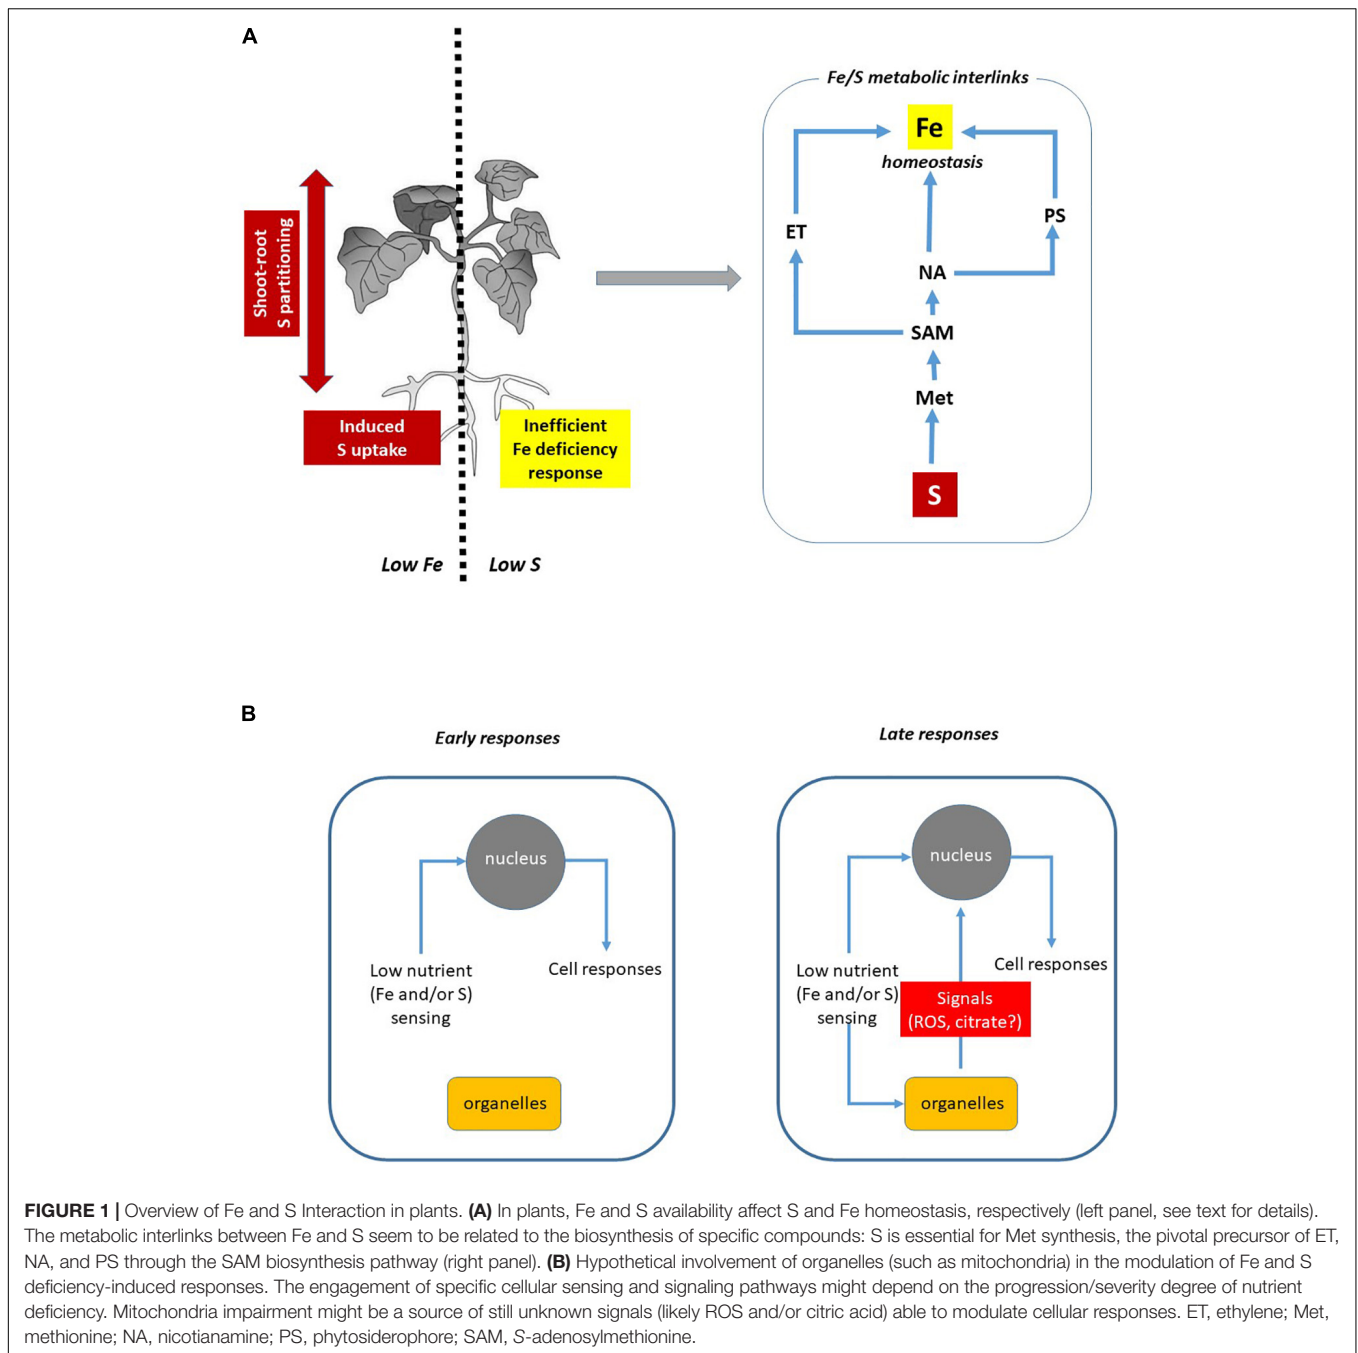 A
Fe/S metabolic interlinks
Fe
homeostasis
Shoot-root
S partitioning
ET
PS
NA
SAM
Met
Induced
S uptake
Inefficient
Fe deficiency
response
S
Low Fe
Low S
B
Early responses
Late responses
nucleus
Low nutrient
(Fe and/or S)
sensing
Cell responses
organelles
nucleus
Low nutrient
(Fe and/or S)
sensing
Cell responses
Signals
(ROS, citrate?)
organelles
FIGURE 1 | Overview of Fe and S Interaction in plants. (A) In plants, Fe and S availability affect S and Fe homeostasis, respectively (left panel, see text for details).
The metabolic interlinks between Fe and S seem to be related to the biosynthesis of specific compounds: S is essential for Met synthesis, the pivotal precursor of ET,
NA, and PS through the SAM biosynthesis pathway (right panel). (B) Hypothetical involvement of organelles (such as mitochondria) in the modulation of Fe and S
deficiency-induced responses. The engagement of specific cellular sensing and signaling pathways might depend on the progression/severity degree of nutrient
deficiency. Mitochondria impairment might be a source of still unknown signals (likely ROS and/or citric acid) able to modulate cellular responses. ET, ethylene; Met,
methionine; NA, nicotianamine; PS, phytosiderophore; SAM, S-adenosylmethionine.